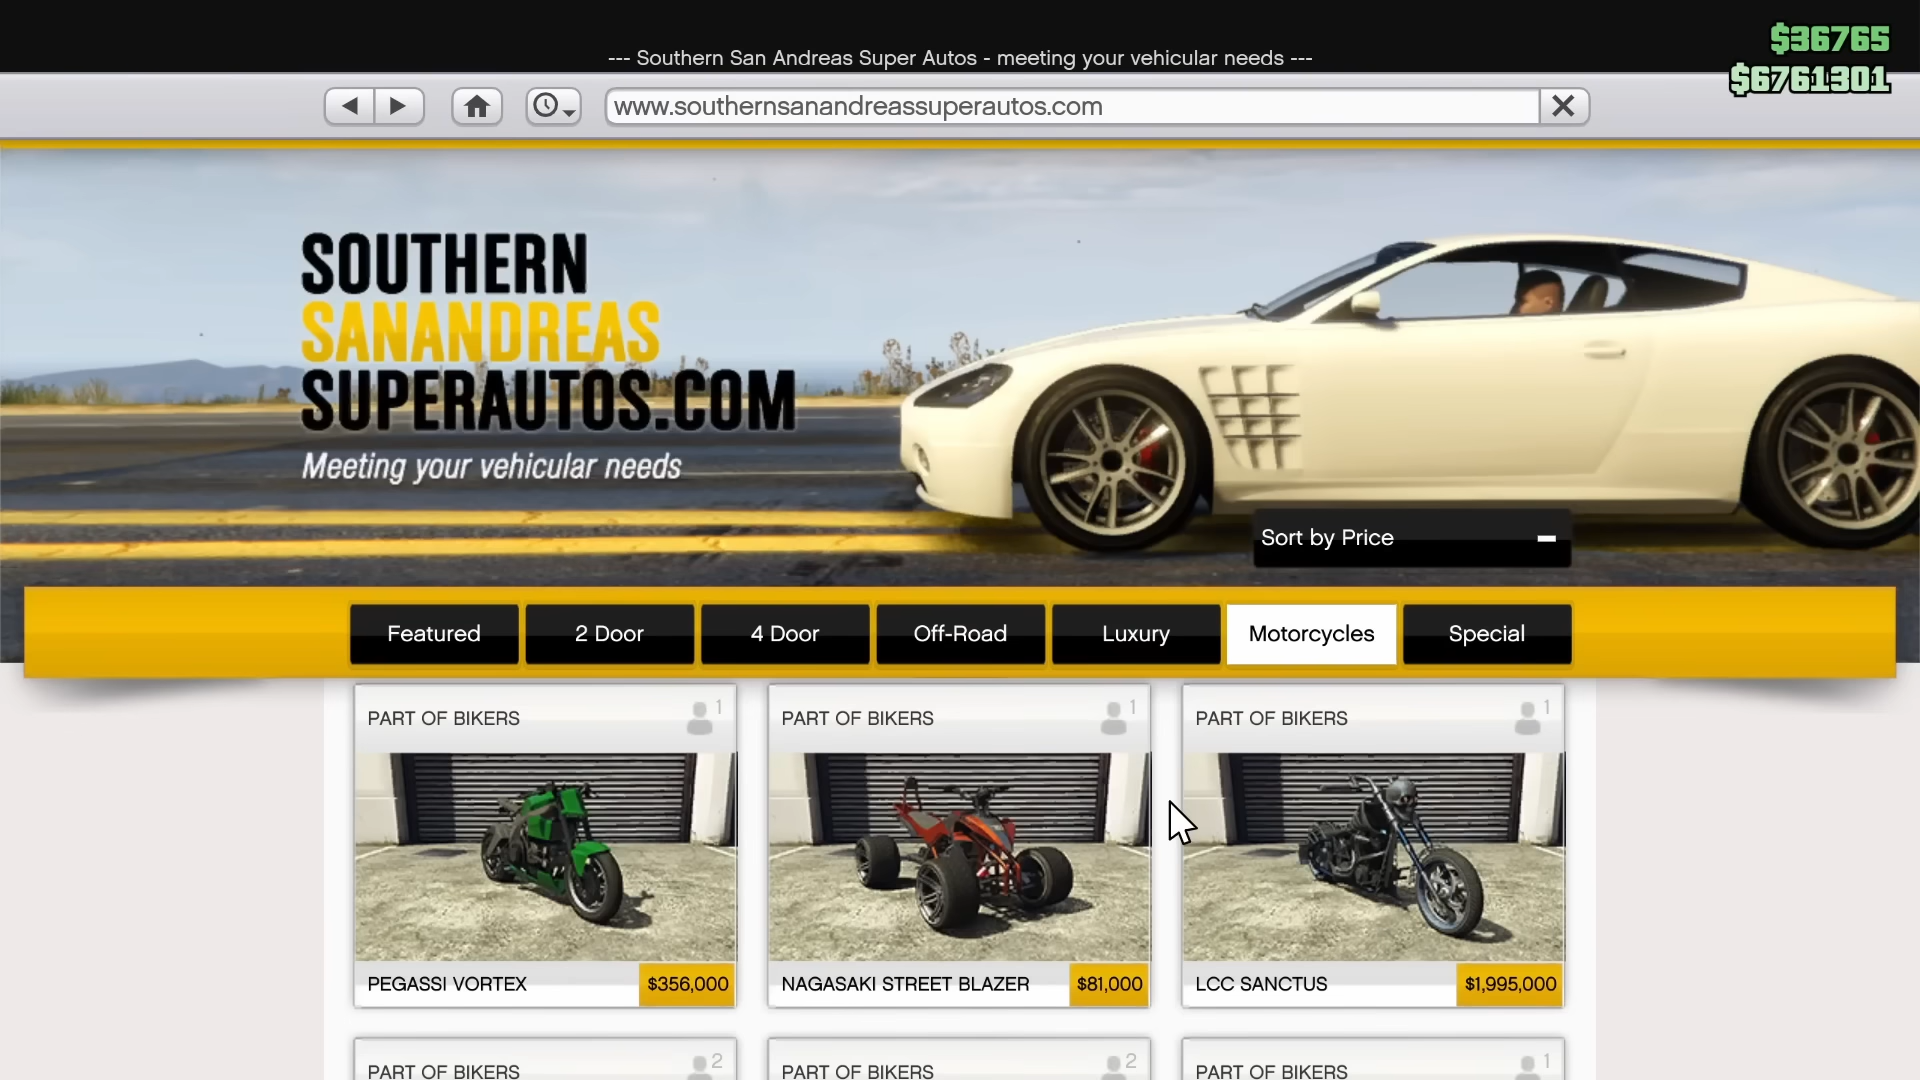 --- Southern San Andreas Super Autos - meeting your vehicular needs ---
$36765
$6761301
www.southernsanandreassuperautos.com
SOUTHERN
SANANDREAS
SUPERAUTOS.COM
Meeting your vehicular needs
Sort by Price
Featured
2 Door
4 Door
Off-Road
Luxury
Motorcycles
Special
PART OF BIKERS
1
PART OF BIKERS
1
PART OF BIKERS
1
PEGASSI VORTEX
$356,000
NAGASAKI STREET BLAZER
$81,000
LCC SANCTUS
$1,995,000
PART OF BIKERS
2
PART OF BIKERS
2
PART OF BIKERS
1